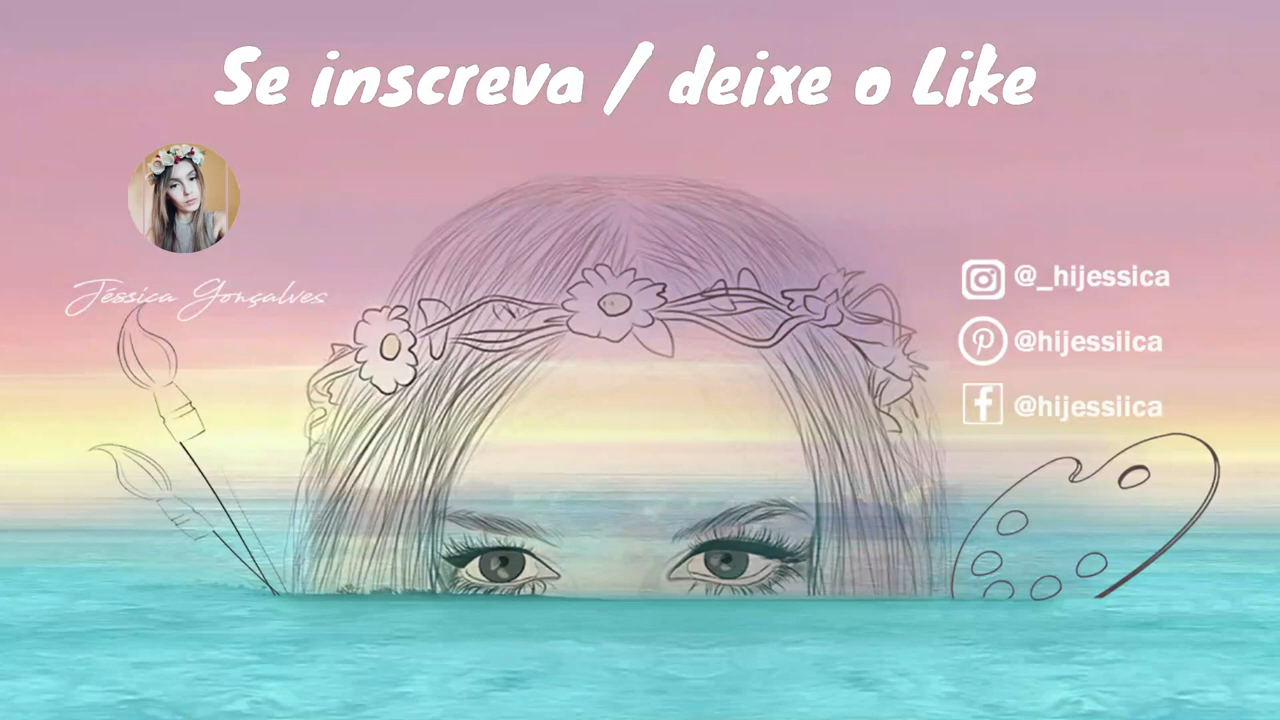 Se inscreva / deixe o Like
Jéssica Gonçalves
@_hijessica
@hijessiica
@hijessiica